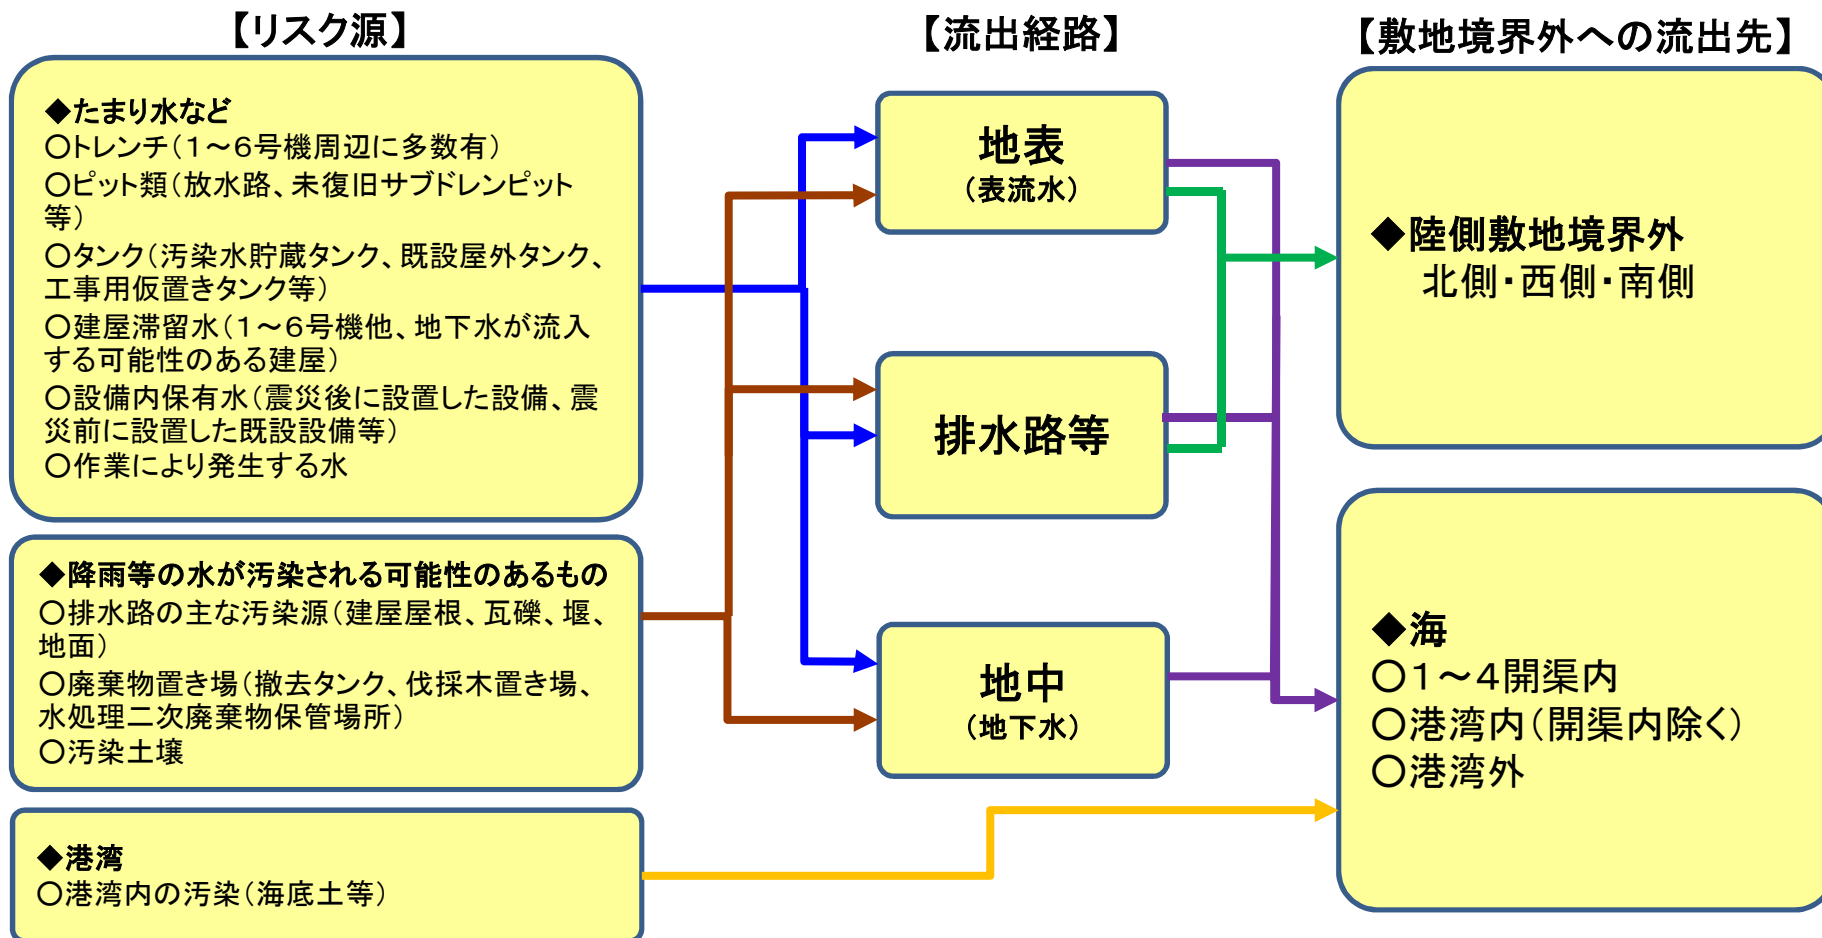 【リスク源】
◆たまり水など
○トレンチ(1～6号機周辺に多数有)
○ピット類(放水路、未復旧サブドレンピット
等)
○タンク(汚染水貯蔵タンク、既設屋外タンク、
工事用仮置きタンク等)
○建屋滞留水(1～6号機他、地下水が流入
する可能性のある建屋)
○設備内保有水(震災後に設置した設備、震
災前に設置した既設設備等)
○作業により発生する水
◆降雨等の水が汚染される可能性のあるもの
○排水路の主な汚染源(建屋屋根、瓦礫、堰、
地面)
○廃棄物置き場(撤去タンク、伐採木置き場、
水処理二次廃棄物保管場所)
○汚染土壌
◆港湾
○港湾内の汚染(海底土等)
【流出経路】
地表
(表流水)
排水路等
地中
(地下水)
【敷地境界外への流出先】
◆陸側敷地境界外
北側・西側・南側
◆海
○1～4開渠内
○港湾内(開渠内除く)
○港湾外